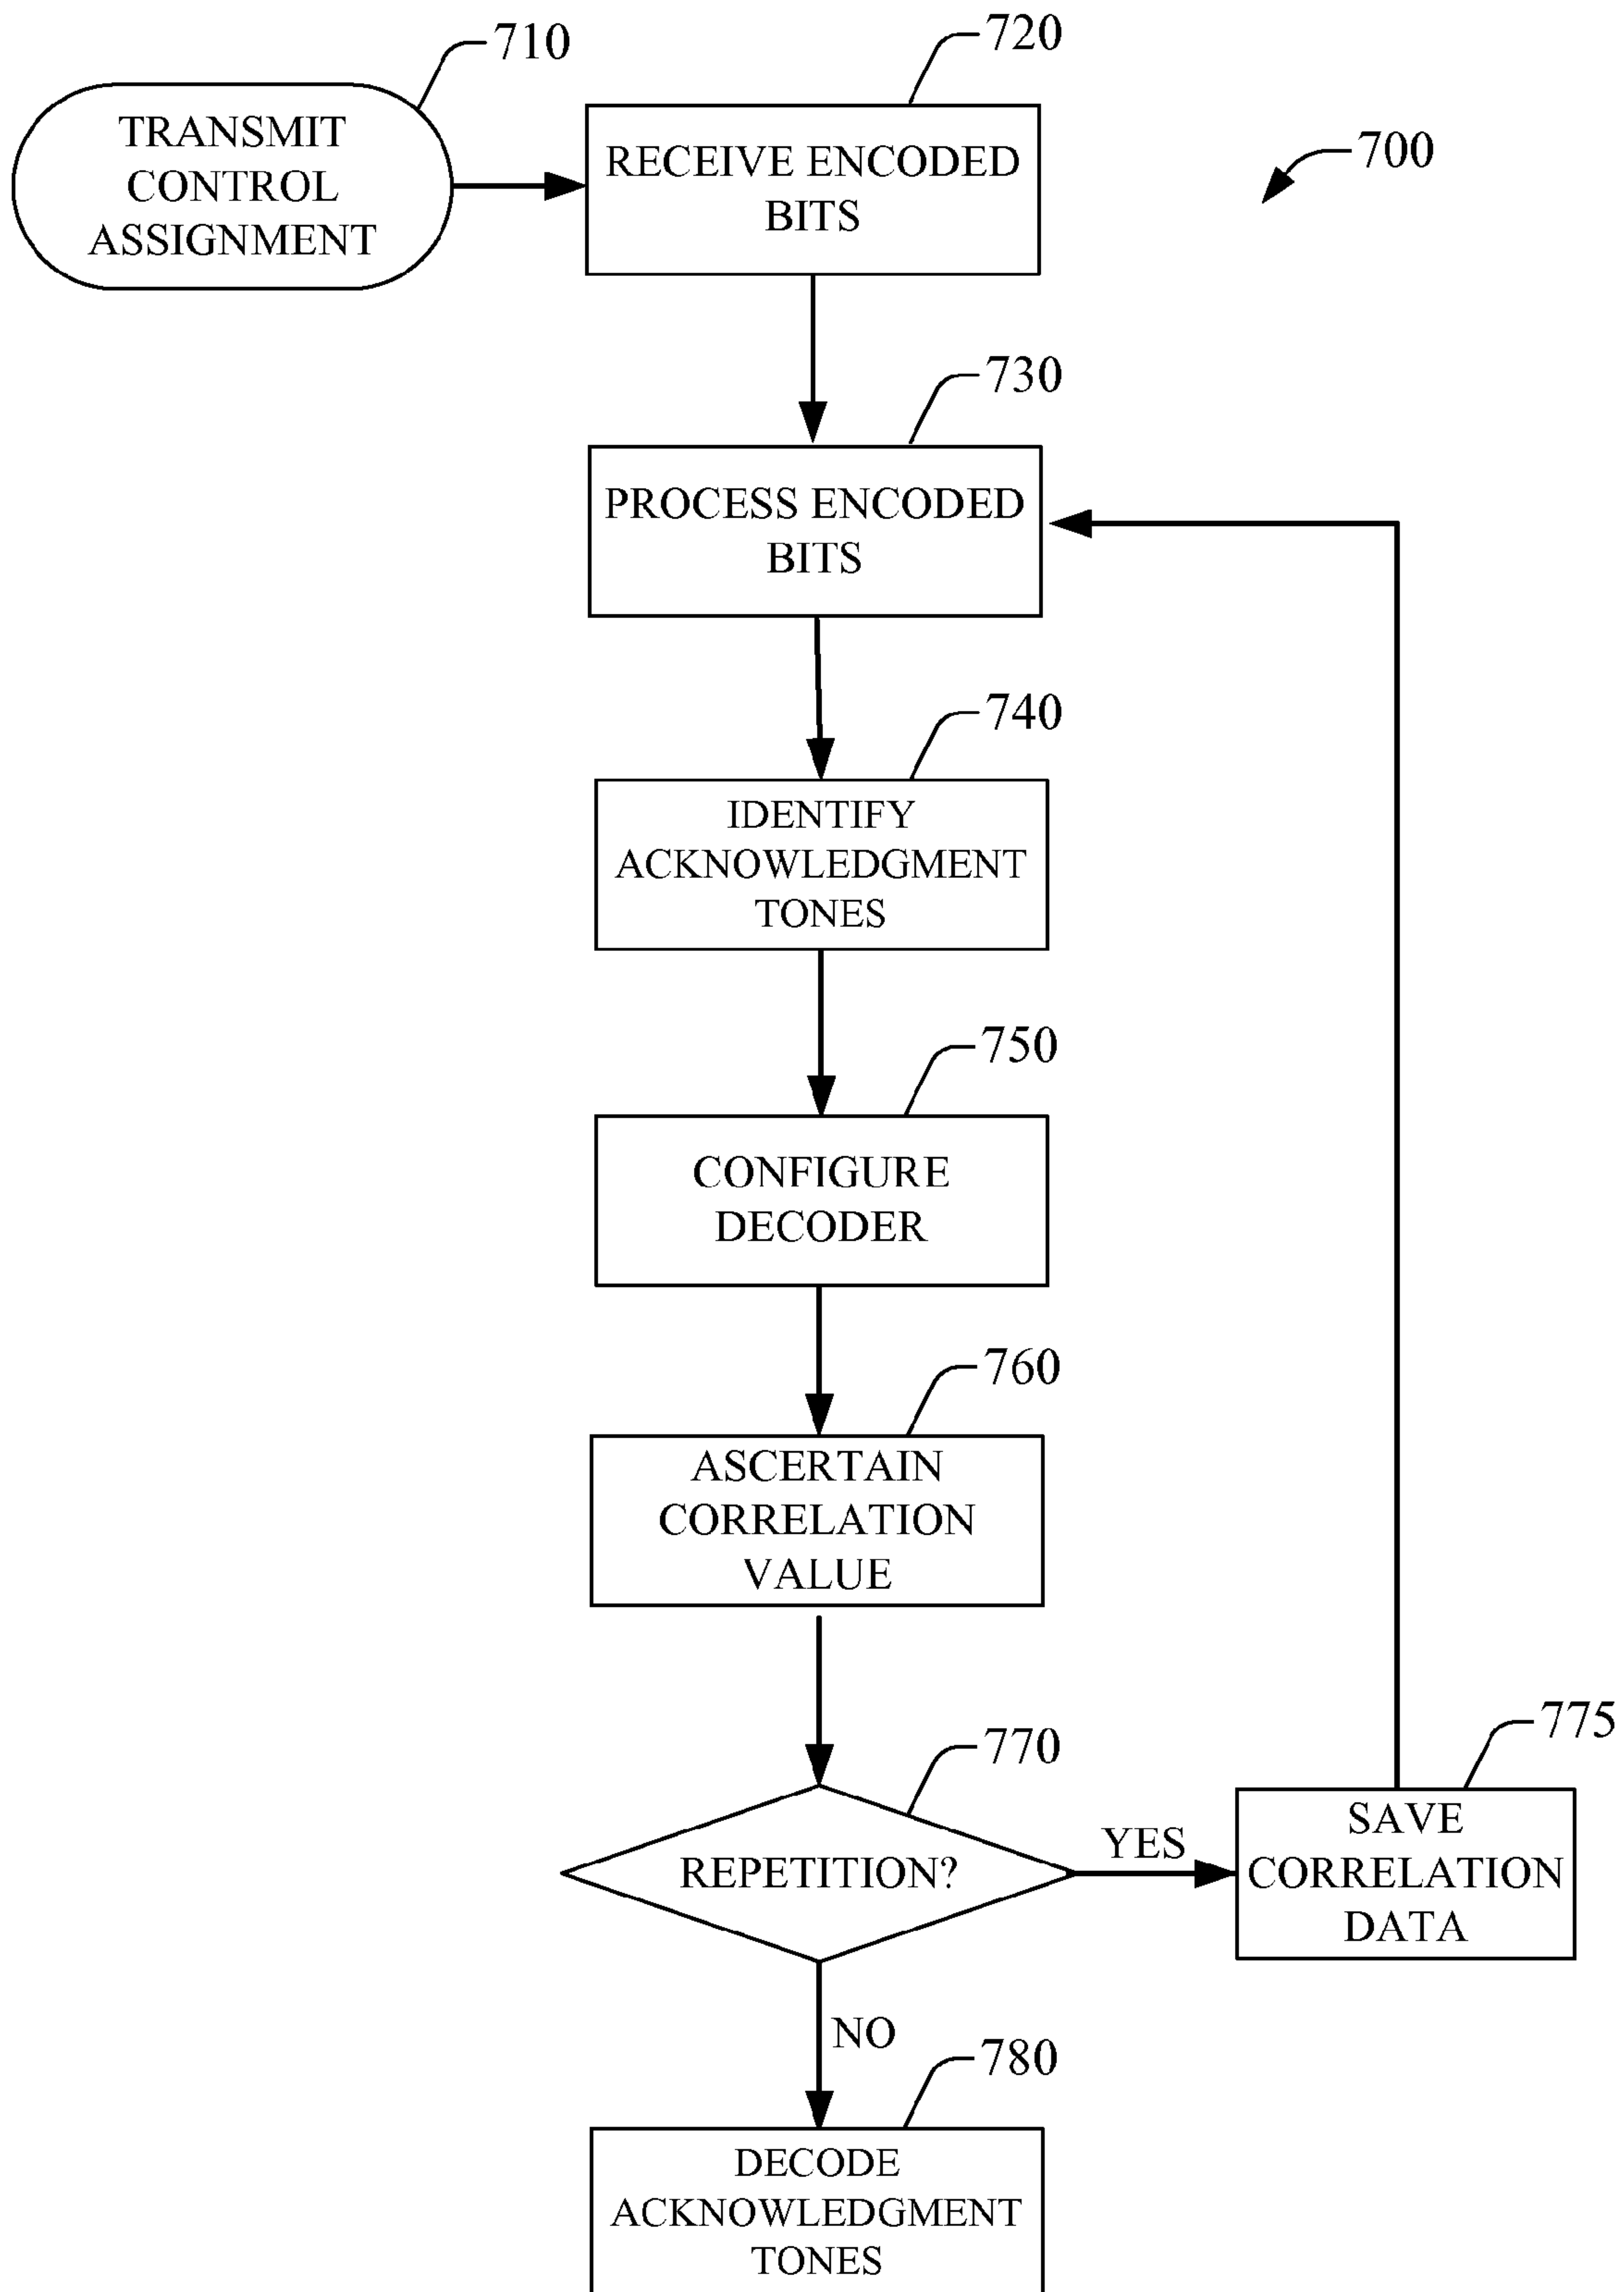 710
TRANSMIT
CONTROL
ASSIGNMENT
720
RECEIVE ENCODED
BITS
700
730
PROCESS ENCODED
BITS
740
IDENTIFY
ACKNOWLEDGMENT
TONES
750
CONFIGURE
DECODER
760
ASCERTAIN
CORRELATION
VALUE
770
REPETITION?
YES
775
SAVE
CORRELATION
DATA
NO
780
DECODE
ACKNOWLEDGMENT
TONES